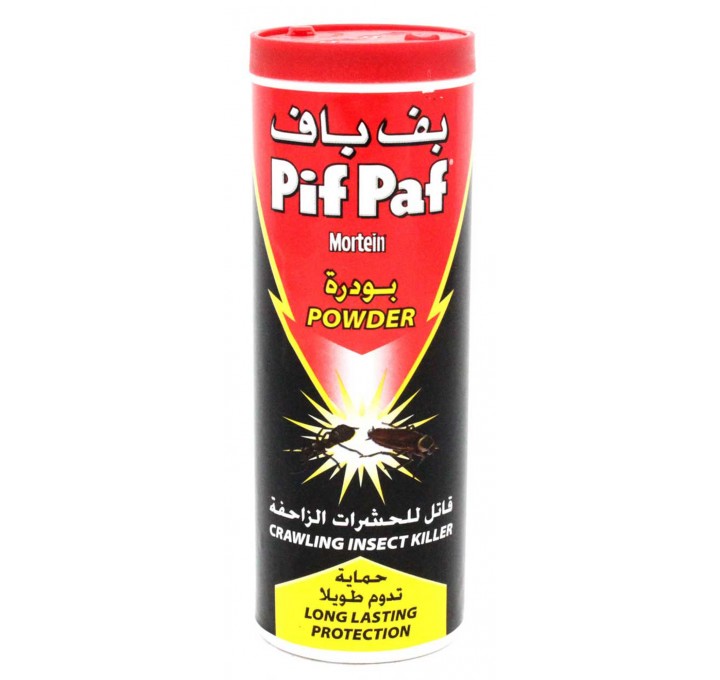 بف باف
Pif Paf
Mortein
بودرة
POWDER
قاتل للحشرات الزاحفة
CRAWLING INSECT KILLER
حماية
تدوم طويلا
LONG LASTING
PROTECTION